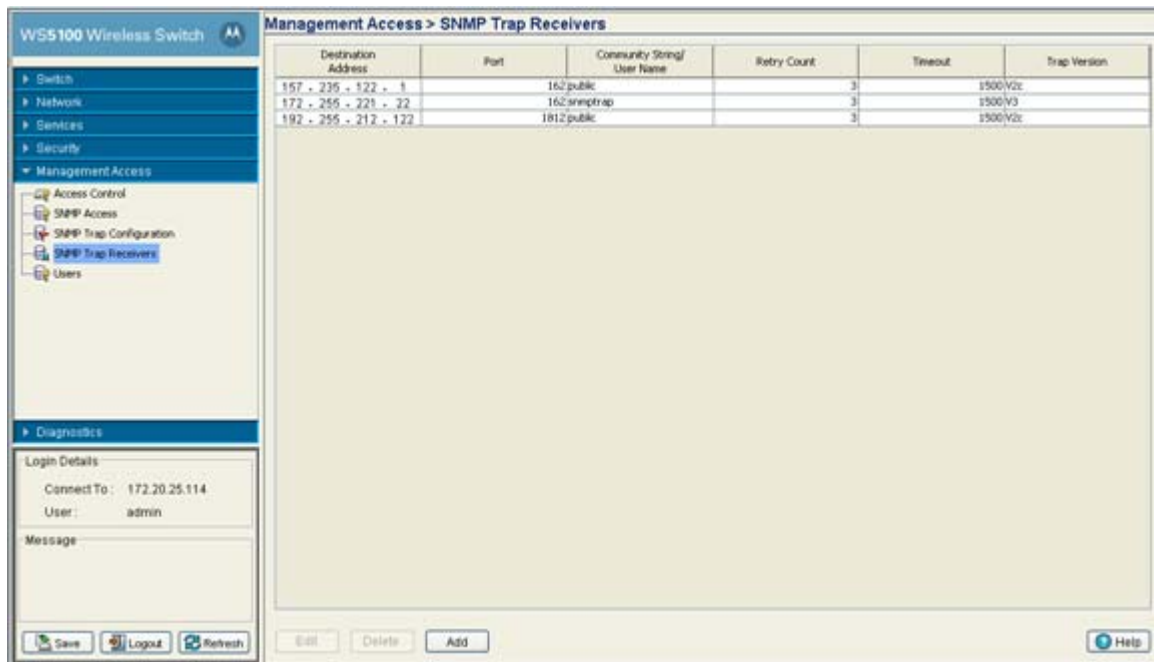 WS5100 Wireless Switch
Switch
Network
Services
Security
Management Access
Access Control
SNMP Access
SNMP Trap Configuration
SNMP Trap Receivers
Users
Diagnostics
Login Details
Connect To : 172.20.25.114
User : admin
Message
Save Logout Refresh
Management Access > SNMP Trap Receivers
Destination Address Port Community String/ User Name Retry Count Timeout Trap Version
157 . 235 . 122 . 1 162 public 3 1500 V2c
172 . 255 . 221 . 22 162 snmptrap 3 1500 V3
192 . 255 . 212 . 122 1812 public 3 1500 V2c
Edit Delete Add Help